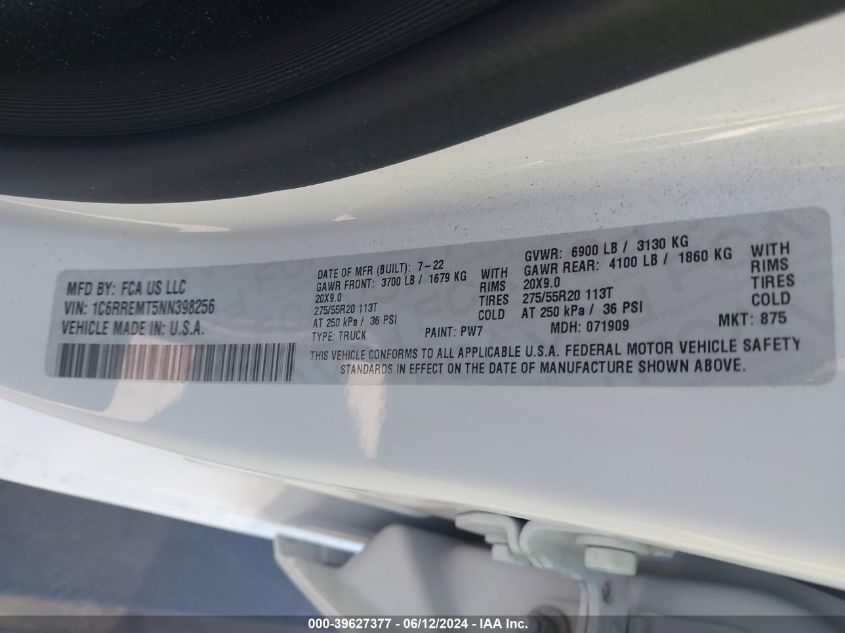 MFD BY: FCA US LLC
VIN: 1C6RREMT5NN398256
VEHICLE MADE IN U.S.A.
DATE OF MFR (BUILT): 7-22
GAWR FRONT: 3700 LB / 1679 KG WITH
20X9.0 RIMS
275/55R20 113T TIRES
AT 250 kPa / 36 PSI COLD
TYPE: TRUCK PAINT: PW7
GVWR: 6900 LB / 3130 KG
GAWR REAR: 4100 LB / 1860 KG WITH
20X9.0 RIMS
275/55R20 113T TIRES
AT 250 kPa / 36 PSI COLD
MDH: 071909 MKT: 875
THIS VEHICLE CONFORMS TO ALL APPLICABLE U.S.A. FEDERAL MOTOR VEHICLE SAFETY
STANDARDS IN EFFECT ON THE DATE OF MANUFACTURE SHOWN ABOVE.
000-39627377 - 06/12/2024 - IAA Inc.